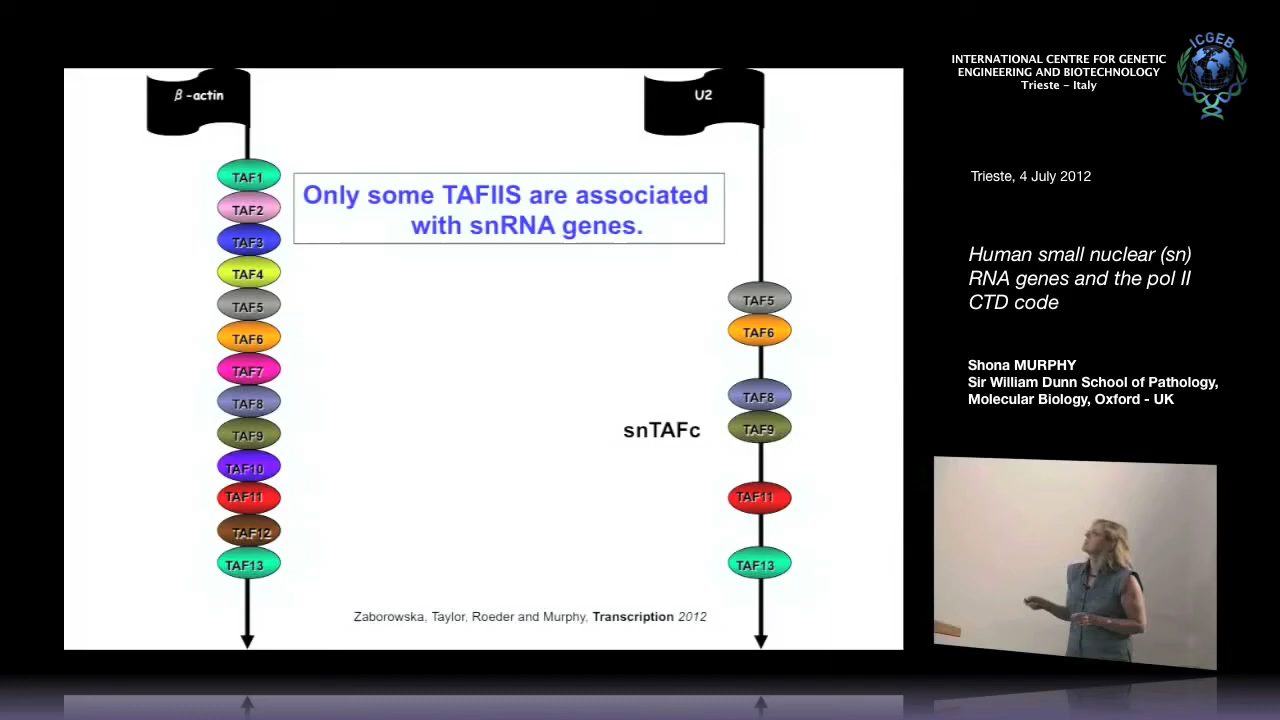 β-actin
U2
TAF1
TAF2
TAF3
TAF4
TAF5
TAF6
TAF7
TAF8
TAF9
TAF10
TAF11
TAF12
TAF13
Only some TAFIIS are associated
with snRNA genes.
TAF5
TAF6
TAF8
TAF9
TAF11
TAF13
snTAFc
Zaborowska, Taylor, Roeder and Murphy, Transcription 2012
INTERNATIONAL CENTRE FOR GENETIC
ENGINEERING AND BIOTECHNOLOGY
Trieste - Italy
ICGEB
Trieste, 4 July 2012
Human small nuclear (sn)
RNA genes and the pol II
CTD code
Shona MURPHY
Sir William Dunn School of Pathology,
Molecular Biology, Oxford - UK